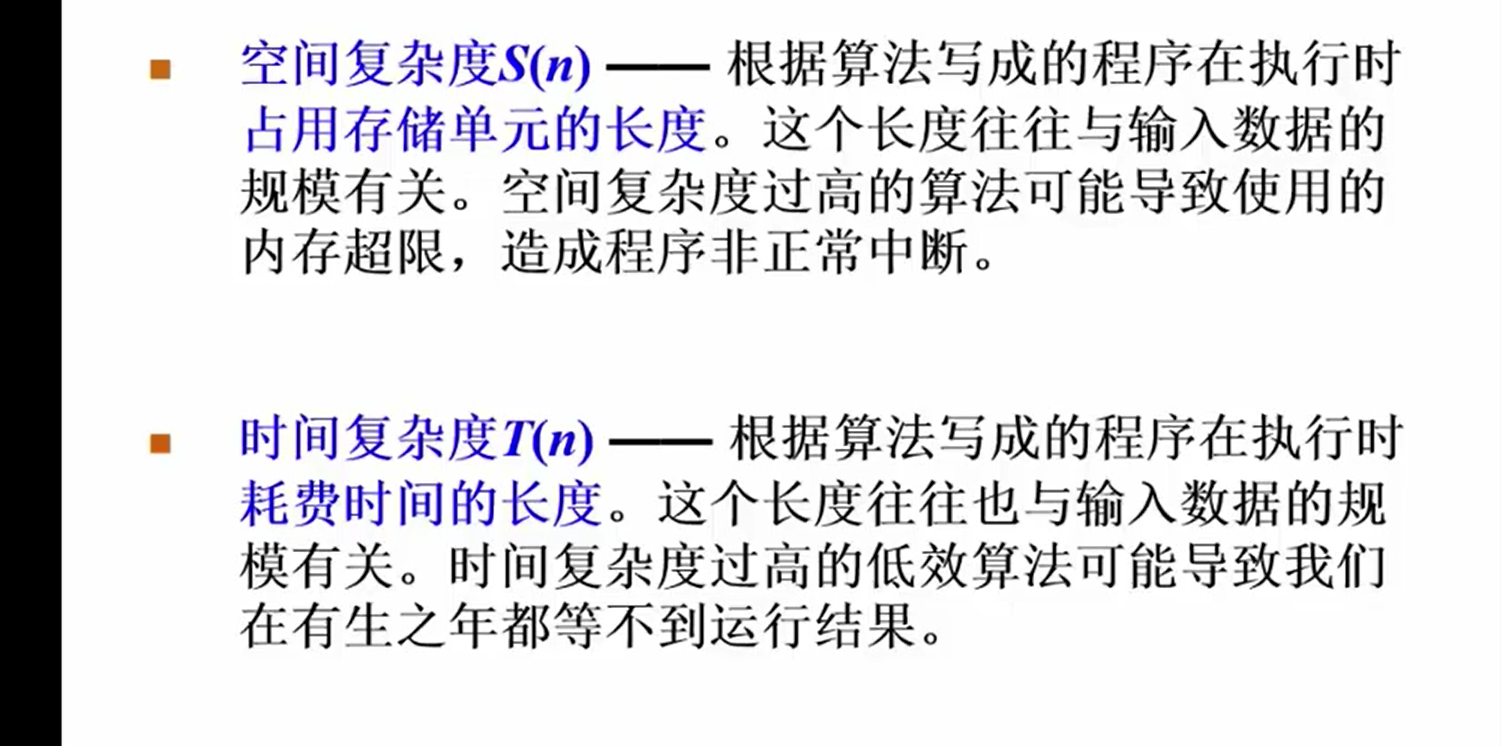 空间复杂度S(n) —— 根据算法写成的程序在执行时
占用存储单元的长度。这个长度往往与输入数据的
规模有关。空间复杂度过高的算法可能导致使用的
内存超限，造成程序非正常中断。
时间复杂度T(n) —— 根据算法写成的程序在执行时
耗费时间的长度。这个长度往往也与输入数据的规
模有关。时间复杂度过高的低效算法可能导致我们
在有生之年都等不到运行结果。